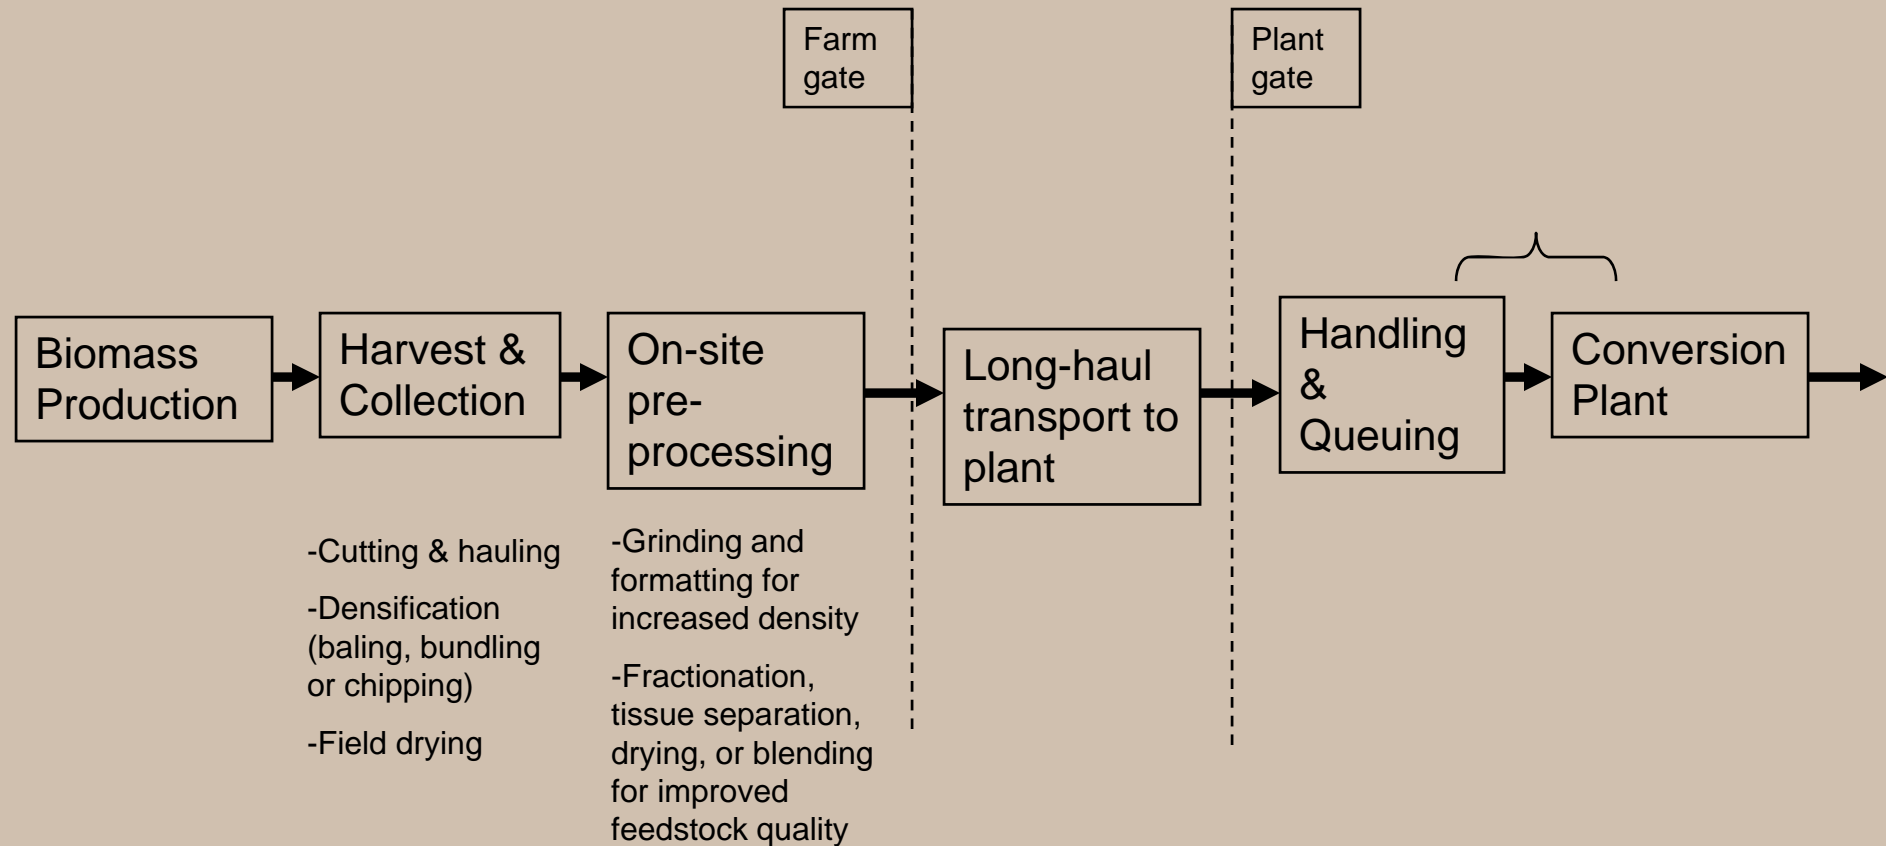 Farm
gate
Plant
gate
Biomass
Production
Harvest &
Collection
On-site
pre-
processing
Long-haul
transport to
plant
Handling
&
Queuing
Conversion
Plant
-Cutting & hauling
-Densification
(baling, bundling
or chipping)
-Field drying
-Grinding and
formatting for
increased density
-Fractionation,
tissue separation,
drying, or blending
for improved
feedstock quality